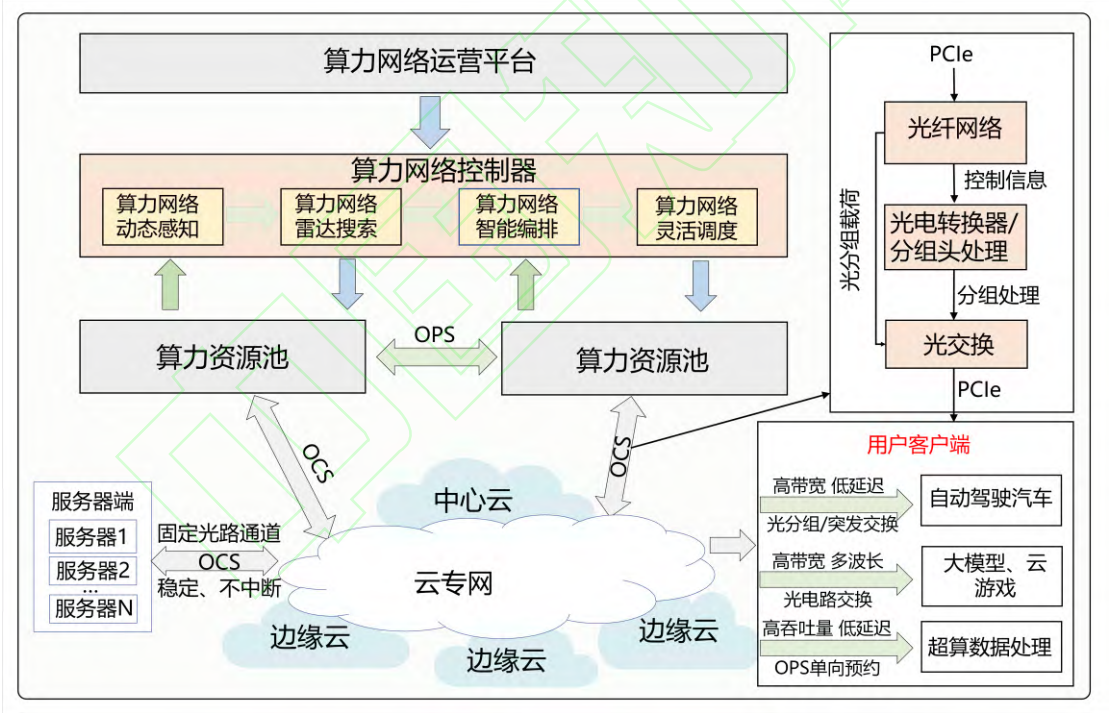 算力网络运营平台
算力网络控制器
算力网络
动态感知
算力网络
雷达搜索
算力网络
智能编排
算力网络
灵活调度
算力资源池
OPS
算力资源池
OCS
OCS
服务器端
服务器1
服务器2
...
服务器N
固定光路通道
OCS
稳定、不中断
中心云
云专网
边缘云
边缘云
边缘云
PCIe
光纤网络
控制信息
光电转换器/
分组头处理
分组处理
光交换
光分组载荷
PCIe
用户客户端
高带宽 低延迟
光分组/突发交换
自动驾驶汽车
高带宽 多波长
光电路交换
大模型、云
游戏
高吞吐量 低延迟
OPS单向预约
超算数据处理